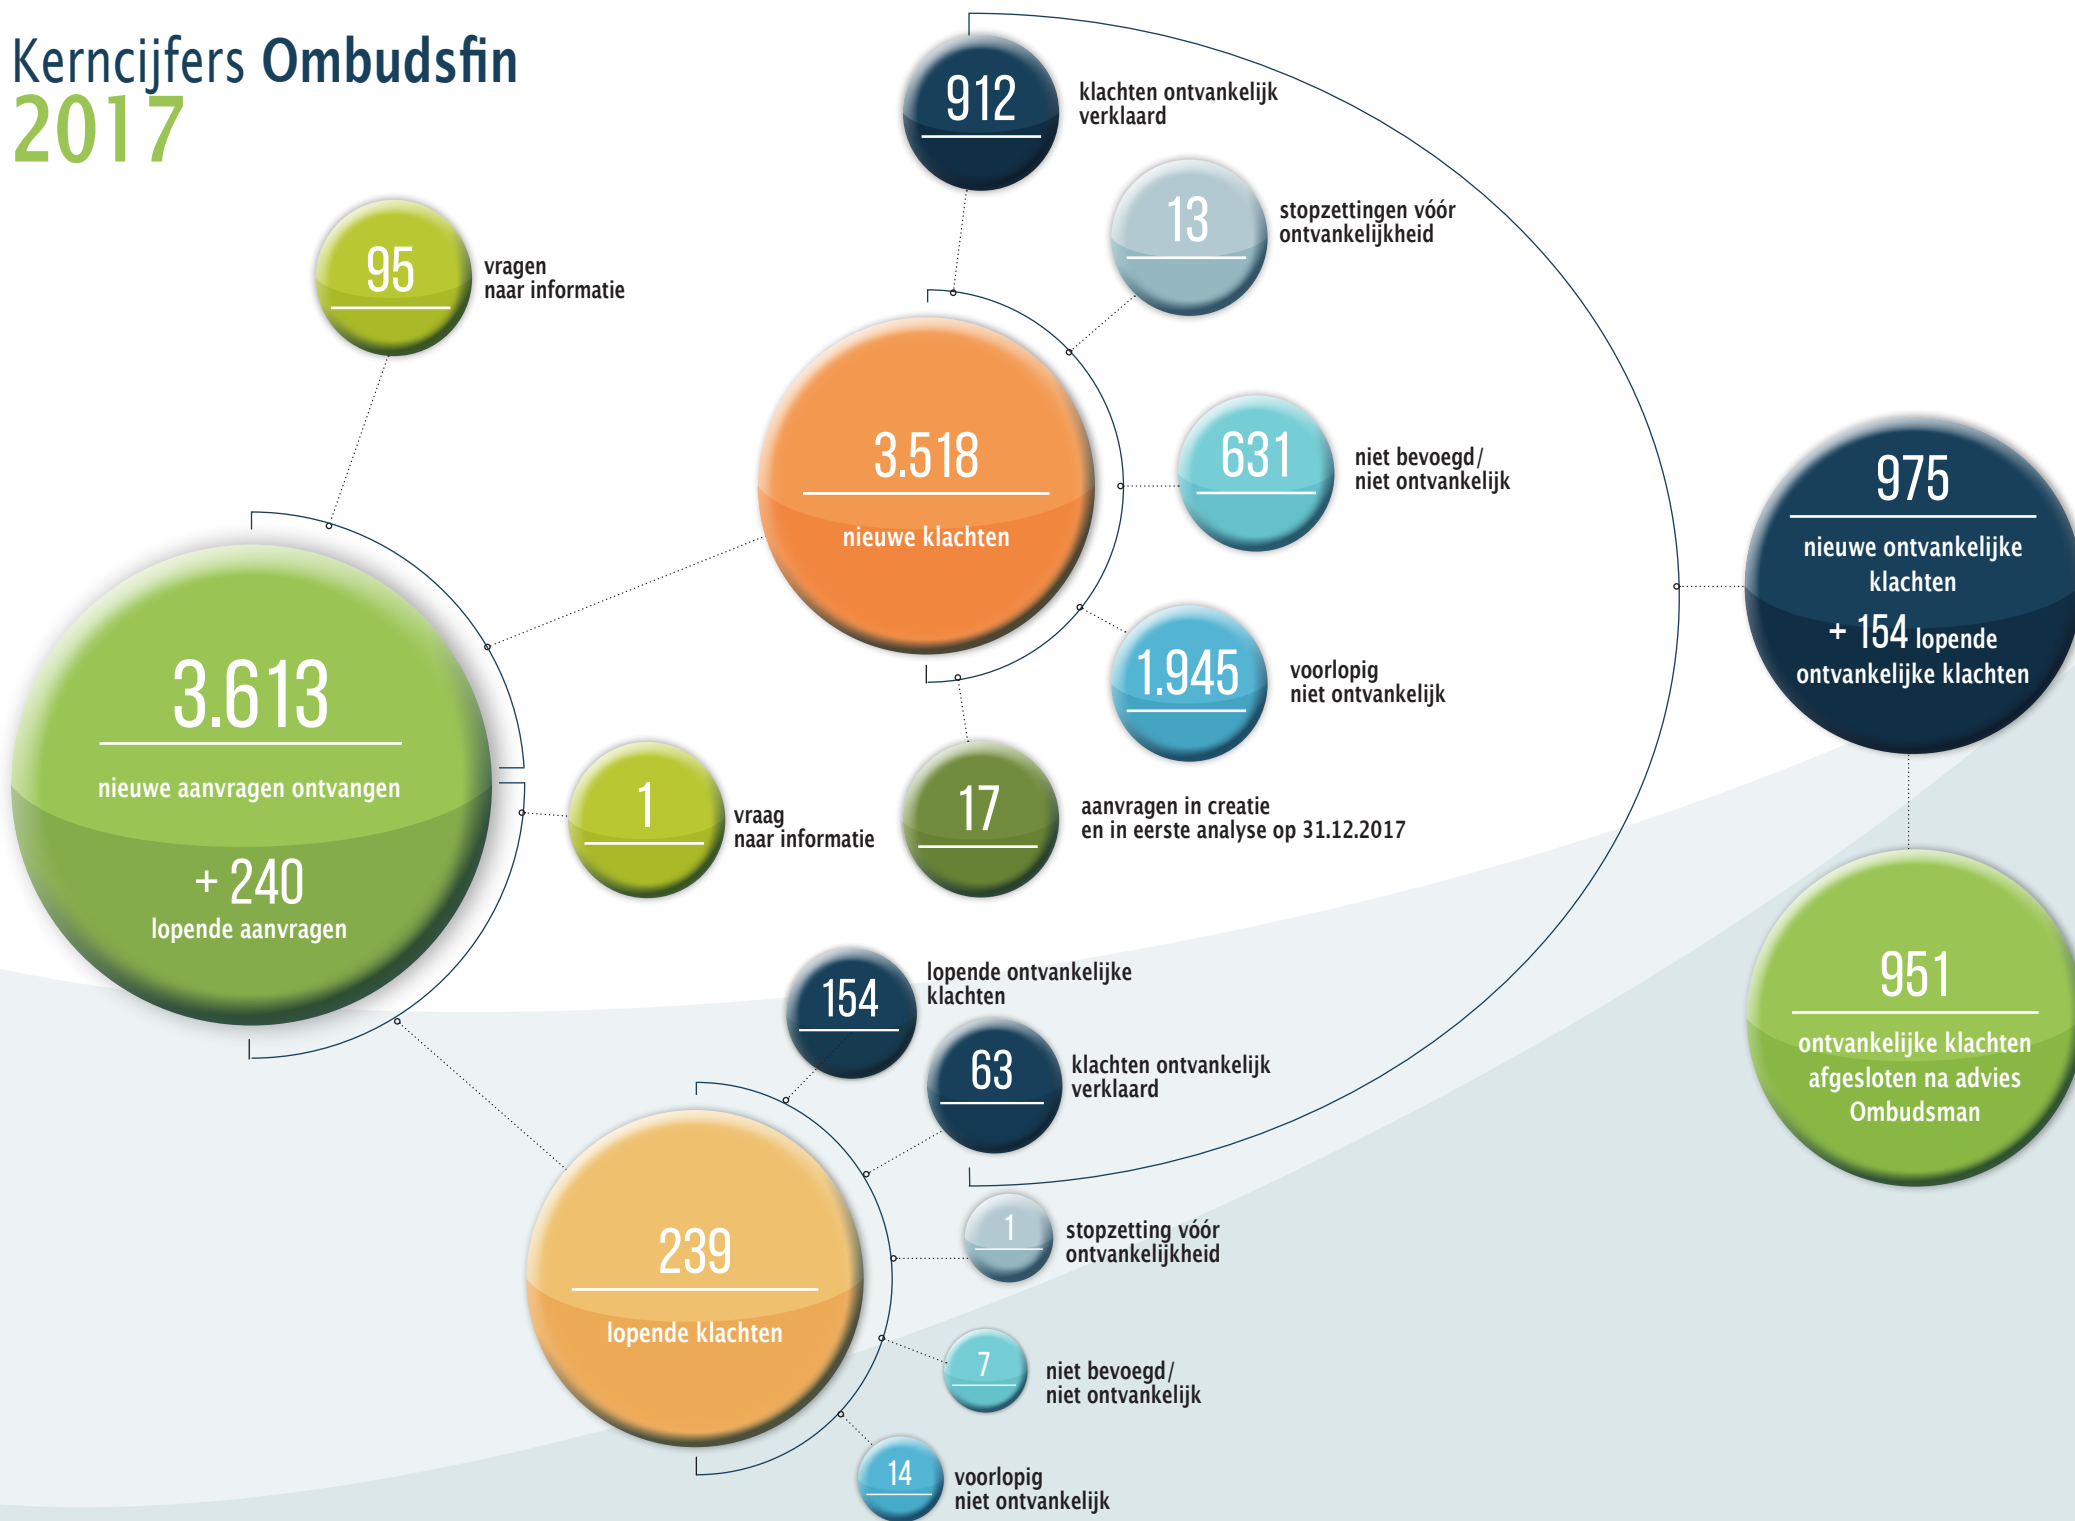 Kerncijfers Ombudsfin
2017
912
klachten ontvankelijk
verklaard
13
stopzettingen vóór
ontvankelijkheid
95
vragen
naar informatie
3.518
nieuwe klachten
631
niet bevoegd/
niet ontvankelijk
975
nieuwe ontvankelijke
klachten
+ 154 lopende
ontvankelijke klachten
3.613
nieuwe aanvragen ontvangen
+ 240
lopende aanvragen
1.945
voorlopig
niet ontvankelijk
1
vraag
naar informatie
17
aanvragen in creatie
en in eerste analyse op 31.12.2017
154
lopende ontvankelijke
klachten
63
klachten ontvankelijk
verklaard
951
ontvankelijke klachten
afgesloten na advies
Ombudsman
239
lopende klachten
1
stopzetting vóór
ontvankelijkheid
7
niet bevoegd/
niet ontvankelijk
14
voorlopig
niet ontvankelijk